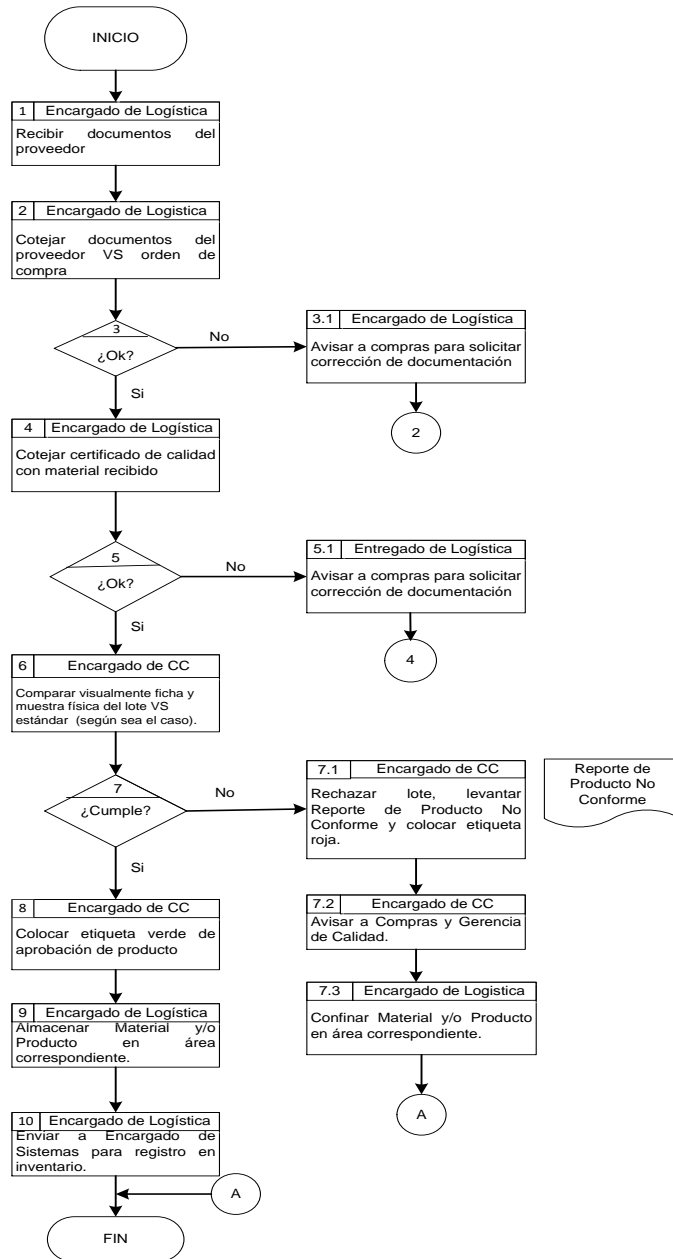 INICIO
1 Encargado de Logística
Recibir documentos del
proveedor
2 Encargado de Logistica
Cotejar documentos del
proveedor VS orden de
compra
3
¿Ok?
No
Si
3.1 Encargado de Logística
Avisar a compras para solicitar
corrección de documentación
2
4 Encargado de Logística
Cotejar certificado de calidad
con material recibido
5
¿Ok?
No
Si
5.1 Entregado de Logística
Avisar a compras para solicitar
corrección de documentación
4
6 Encargado de CC
Comparar visualmente ficha y
muestra física del lote VS
estándar (según sea el caso).
7
¿Cumple?
No
Si
7.1 Encargado de CC
Rechazar lote, levantar
Reporte de Producto No
Conforme y colocar etiqueta
roja.
Reporte de
Producto No
Conforme
7.2 Encargado de CC
Avisar a Compras y Gerencia
de Calidad.
7.3 Encargado de Logistica
Confinar Material y/o Producto
en área correspondiente.
A
8 Encargado de CC
Colocar etiqueta verde de
aprobación de producto
9 Encargado de Logística
Almacenar Material y/o
Producto en área
correspondiente.
10 Encargado de Logística
Enviar a Encargado de
Sistemas para registro en
inventario.
A
FIN